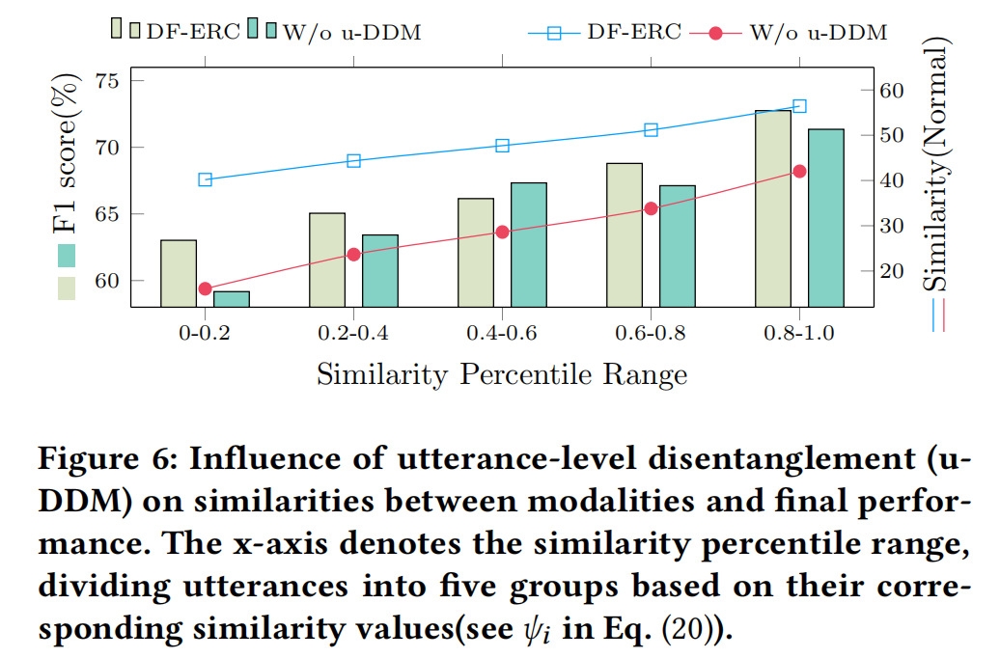 DF-ERC W/o u-DDM DF-ERC W/o u-DDM
F1 score(%)
75
70
65
60
60
50
40
30
20
Similarity(Normal)
0-0.2 0.2-0.4 0.4-0.6 0.6-0.8 0.8-1.0
Similarity Percentile Range
Figure 6: Influence of utterance-level disentanglement (u-
DDM) on similarities between modalities and final perfor-
mance. The x-axis denotes the similarity percentile range,
dividing utterances into five groups based on their corre-
sponding similarity values(see ψi in Eq. (20)).